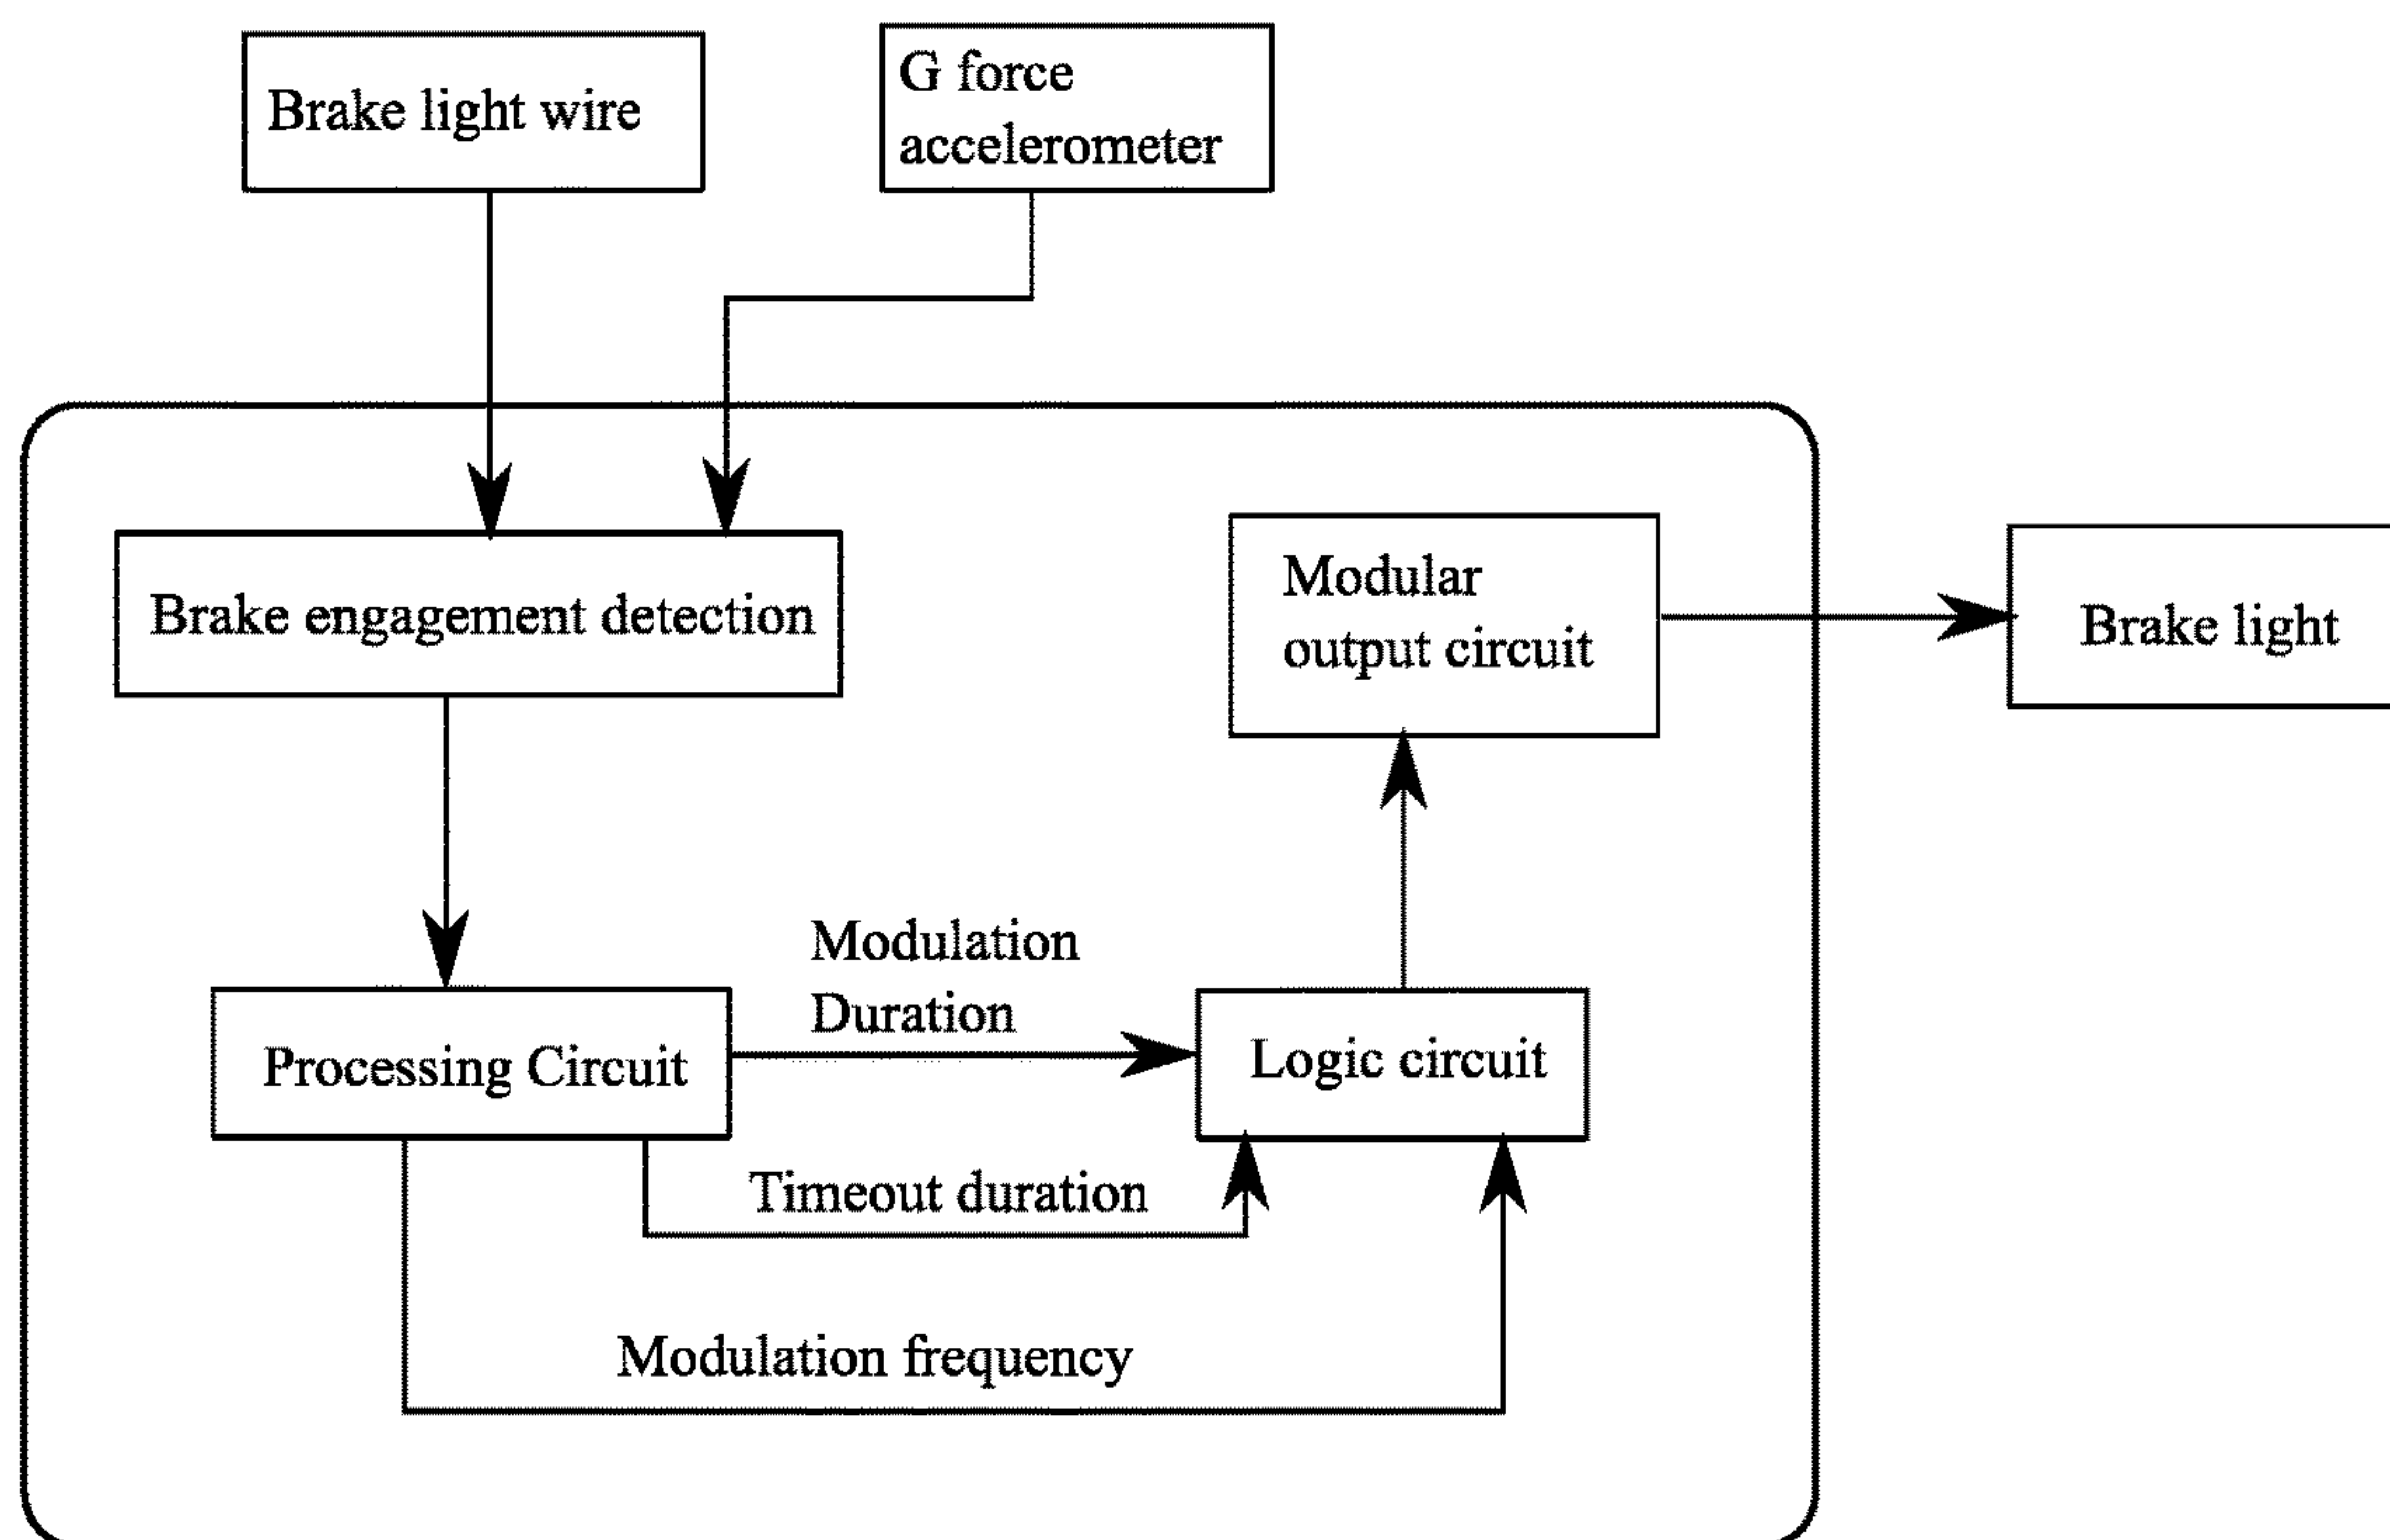 Brake light wire
G force
accelerometer
Brake engagement detection
Modular
output circuit
Brake light
Modulation
Duration
Processing Circuit
Logic circuit
Timeout duration
Modulation frequency